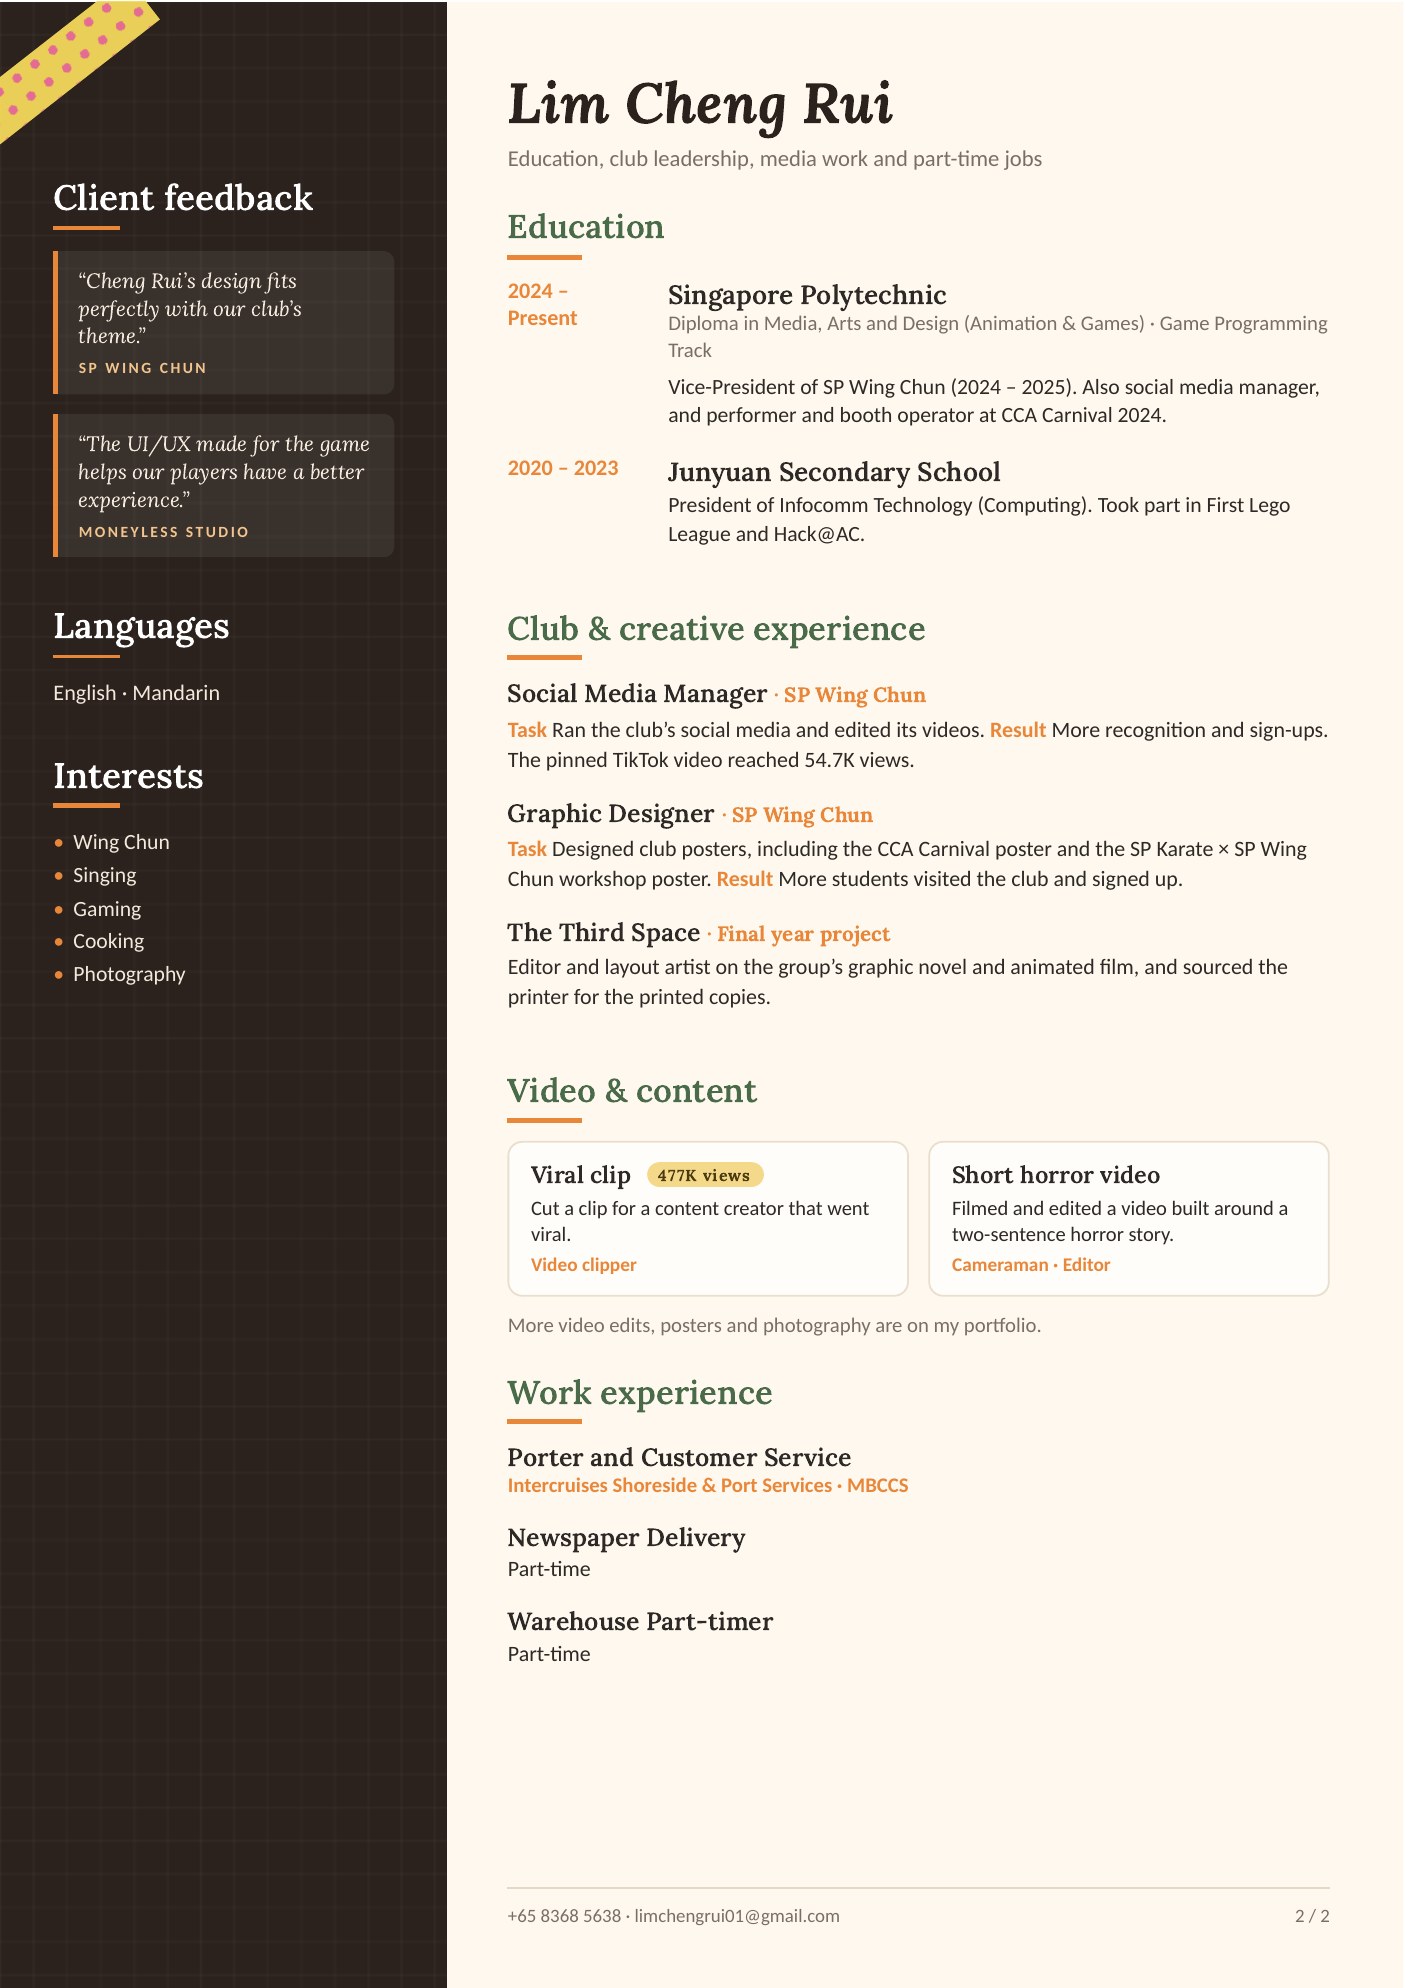 Client feedback
“Cheng Rui’s design fits
perfectly with our club’s
theme.”
SP WING CHUN
“The UI/UX made for the game
helps our players have a better
experience.”
MONEYLESS STUDIO
Languages
English · Mandarin
Interests
• Wing Chun
• Singing
• Gaming
• Cooking
• Photography
Lim Cheng Rui
Education, club leadership, media work and part-time jobs
Education
2024 –
Present
Singapore Polytechnic
Diploma in Media, Arts and Design (Animation & Games) · Game Programming
Track
Vice-President of SP Wing Chun (2024 – 2025). Also social media manager,
and performer and booth operator at CCA Carnival 2024.
2020 – 2023
Junyuan Secondary School
President of Infocomm Technology (Computing). Took part in First Lego
League and Hack@AC.
Club & creative experience
Social Media Manager · SP Wing Chun
Task Ran the club’s social media and edited its videos. Result More recognition and sign-ups.
The pinned TikTok video reached 54.7K views.
Graphic Designer · SP Wing Chun
Task Designed club posters, including the CCA Carnival poster and the SP Karate × SP Wing
Chun workshop poster. Result More students visited the club and signed up.
The Third Space · Final year project
Editor and layout artist on the group’s graphic novel and animated film, and sourced the
printer for the printed copies.
Video & content
Viral clip 477K views
Cut a clip for a content creator that went
viral.
Video clipper
Short horror video
Filmed and edited a video built around a
two-sentence horror story.
Cameraman · Editor
More video edits, posters and photography are on my portfolio.
Work experience
Porter and Customer Service
Intercruises Shoreside & Port Services · MBCCS
Newspaper Delivery
Part-time
Warehouse Part-timer
Part-time
+65 8368 5638 · limchengrui01@gmail.com
2 / 2